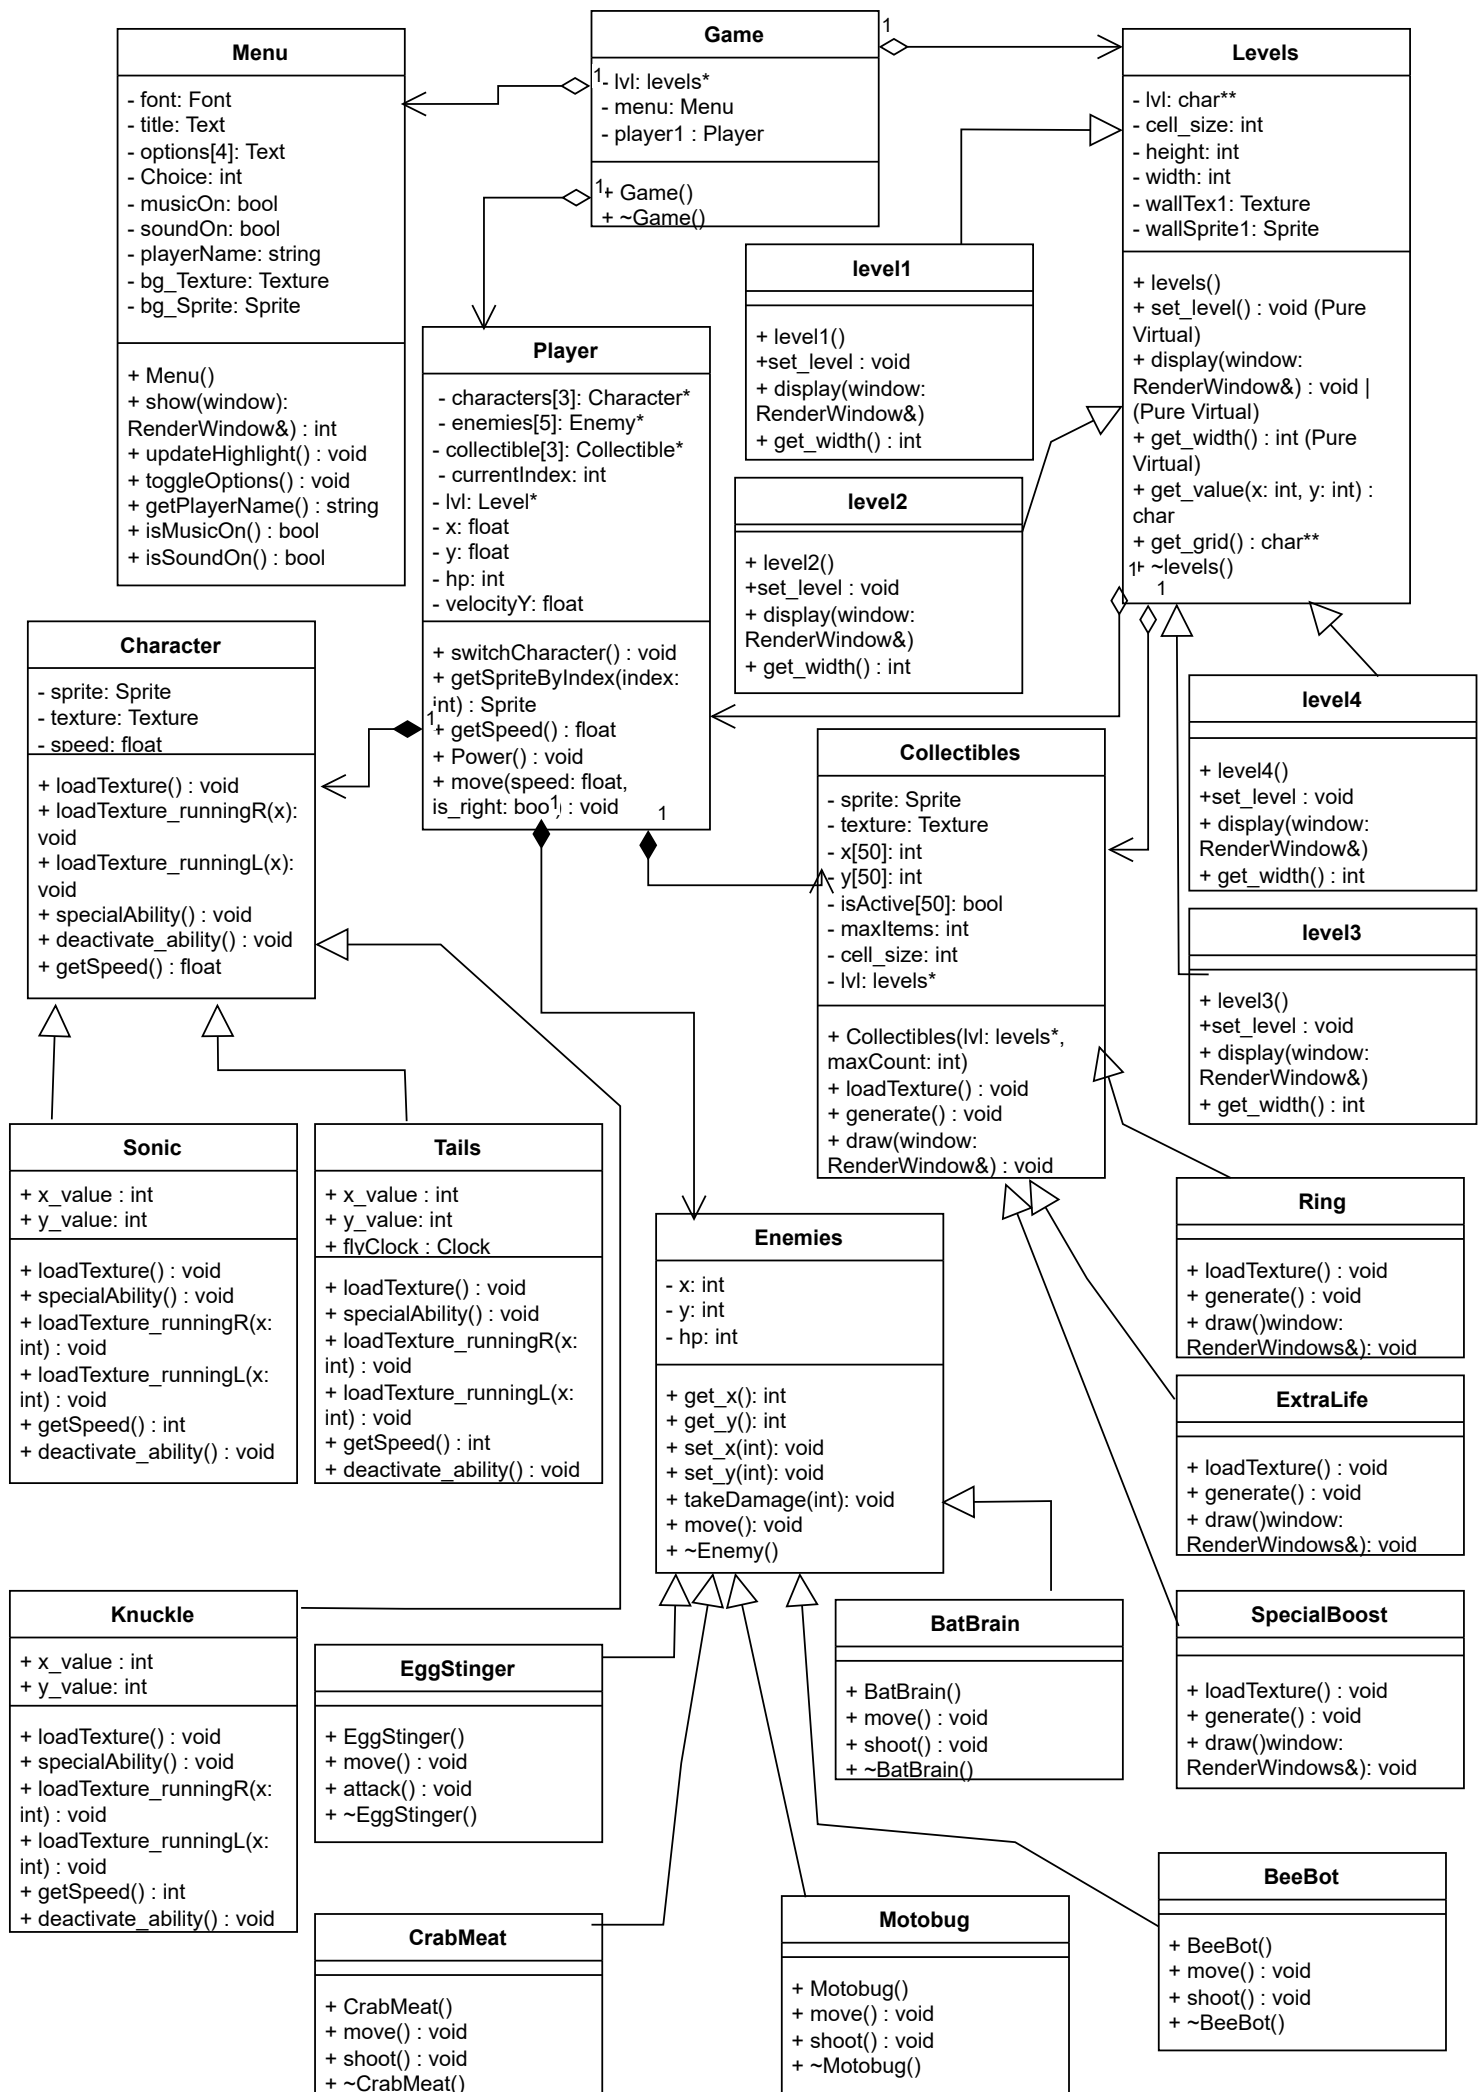 Game
- lvl: levels*
- menu: Menu
- player1 : Player
+ Game()
+ ~Game()
1
1
1
Menu
- font: Font
- title: Text
- options[4]: Text
- Choice: int
- musicOn: bool
- soundOn: bool
- playerName: string
- bg_Texture: Texture
- bg_Sprite: Sprite
+ Menu()
+ show(window):
RenderWindow&) : int
+ updateHighlight() : void
+ toggleOptions() : void
+ getPlayerName() : string
+ isMusicOn() : bool
+ isSoundOn() : bool
Levels
- lvl: char**
- cell_size: int
- height: int
- width: int
- wallTex1: Texture
- wallSprite1: Sprite
+ levels()
+ set_level() : void (Pure
Virtual)
+ display(window:
RenderWindow&) : void |
(Pure Virtual)
+ get_width() : int (Pure
Virtual)
+ get_value(x: int, y: int) :
char
+ get_grid() : char**
+ ~levels()
1
1
level1
+ level1()
+set_level : void
+ display(window:
RenderWindow&)
+ get_width() : int
level2
+ level2()
+set_level : void
+ display(window:
RenderWindow&)
+ get_width() : int
Player
- characters[3]: Character*
- enemies[5]: Enemy*
- collectible[3]: Collectible*
- currentIndex: int
- lvl: Level*
- x: float
- y: float
- hp: int
- velocityY: float
+ switchCharacter() : void
+ getSpriteByIndex(index:
int) : Sprite
+ getSpeed() : float
+ Power() : void
+ move(speed: float,
is_right: bool) : void
1
1
1
Character
- sprite: Sprite
- texture: Texture
- speed: float
+ loadTexture() : void
+ loadTexture_runningR(x):
void
+ loadTexture_runningL(x):
void
+ specialAbility() : void
+ deactivate_ability() : void
+ getSpeed() : float
level4
+ level4()
+set_level : void
+ display(window:
RenderWindow&)
+ get_width() : int
Collectibles
- sprite: Sprite
- texture: Texture
- x[50]: int
- y[50]: int
- isActive[50]: bool
- maxItems: int
- cell_size: int
- lvl: levels*
+ Collectibles(lvl: levels*,
maxCount: int)
+ loadTexture() : void
+ generate() : void
+ draw(window:
RenderWindow&) : void
level3
+ level3()
+set_level : void
+ display(window:
RenderWindow&)
+ get_width() : int
Sonic
+ x_value : int
+ y_value: int
+ loadTexture() : void
+ specialAbility() : void
+ loadTexture_runningR(x:
int) : void
+ loadTexture_runningL(x:
int) : void
+ getSpeed() : int
+ deactivate_ability() : void
Tails
+ x_value : int
+ y_value: int
+ flyClock : Clock
+ loadTexture() : void
+ specialAbility() : void
+ loadTexture_runningR(x:
int) : void
+ loadTexture_runningL(x:
int) : void
+ getSpeed() : int
+ deactivate_ability() : void
Enemies
- x: int
- y: int
- hp: int
+ get_x(): int
+ get_y(): int
+ set_x(int): void
+ set_y(int): void
+ takeDamage(int): void
+ move(): void
+ ~Enemy()
Ring
+ loadTexture() : void
+ generate() : void
+ draw()window:
RenderWindows&): void
ExtraLife
+ loadTexture() : void
+ generate() : void
+ draw()window:
RenderWindows&): void
SpecialBoost
+ loadTexture() : void
+ generate() : void
+ draw()window:
RenderWindows&): void
Knuckle
+ x_value : int
+ y_value: int
+ loadTexture() : void
+ specialAbility() : void
+ loadTexture_runningR(x:
int) : void
+ loadTexture_runningL(x:
int) : void
+ getSpeed() : int
+ deactivate_ability() : void
EggStinger
+ EggStinger()
+ move() : void
+ attack() : void
+ ~EggStinger()
BatBrain
+ BatBrain()
+ move() : void
+ shoot() : void
+ ~BatBrain()
CrabMeat
+ CrabMeat()
+ move() : void
+ shoot() : void
+ ~CrabMeat()
Motobug
+ Motobug()
+ move() : void
+ shoot() : void
+ ~Motobug()
BeeBot
+ BeeBot()
+ move() : void
+ shoot() : void
+ ~BeeBot()